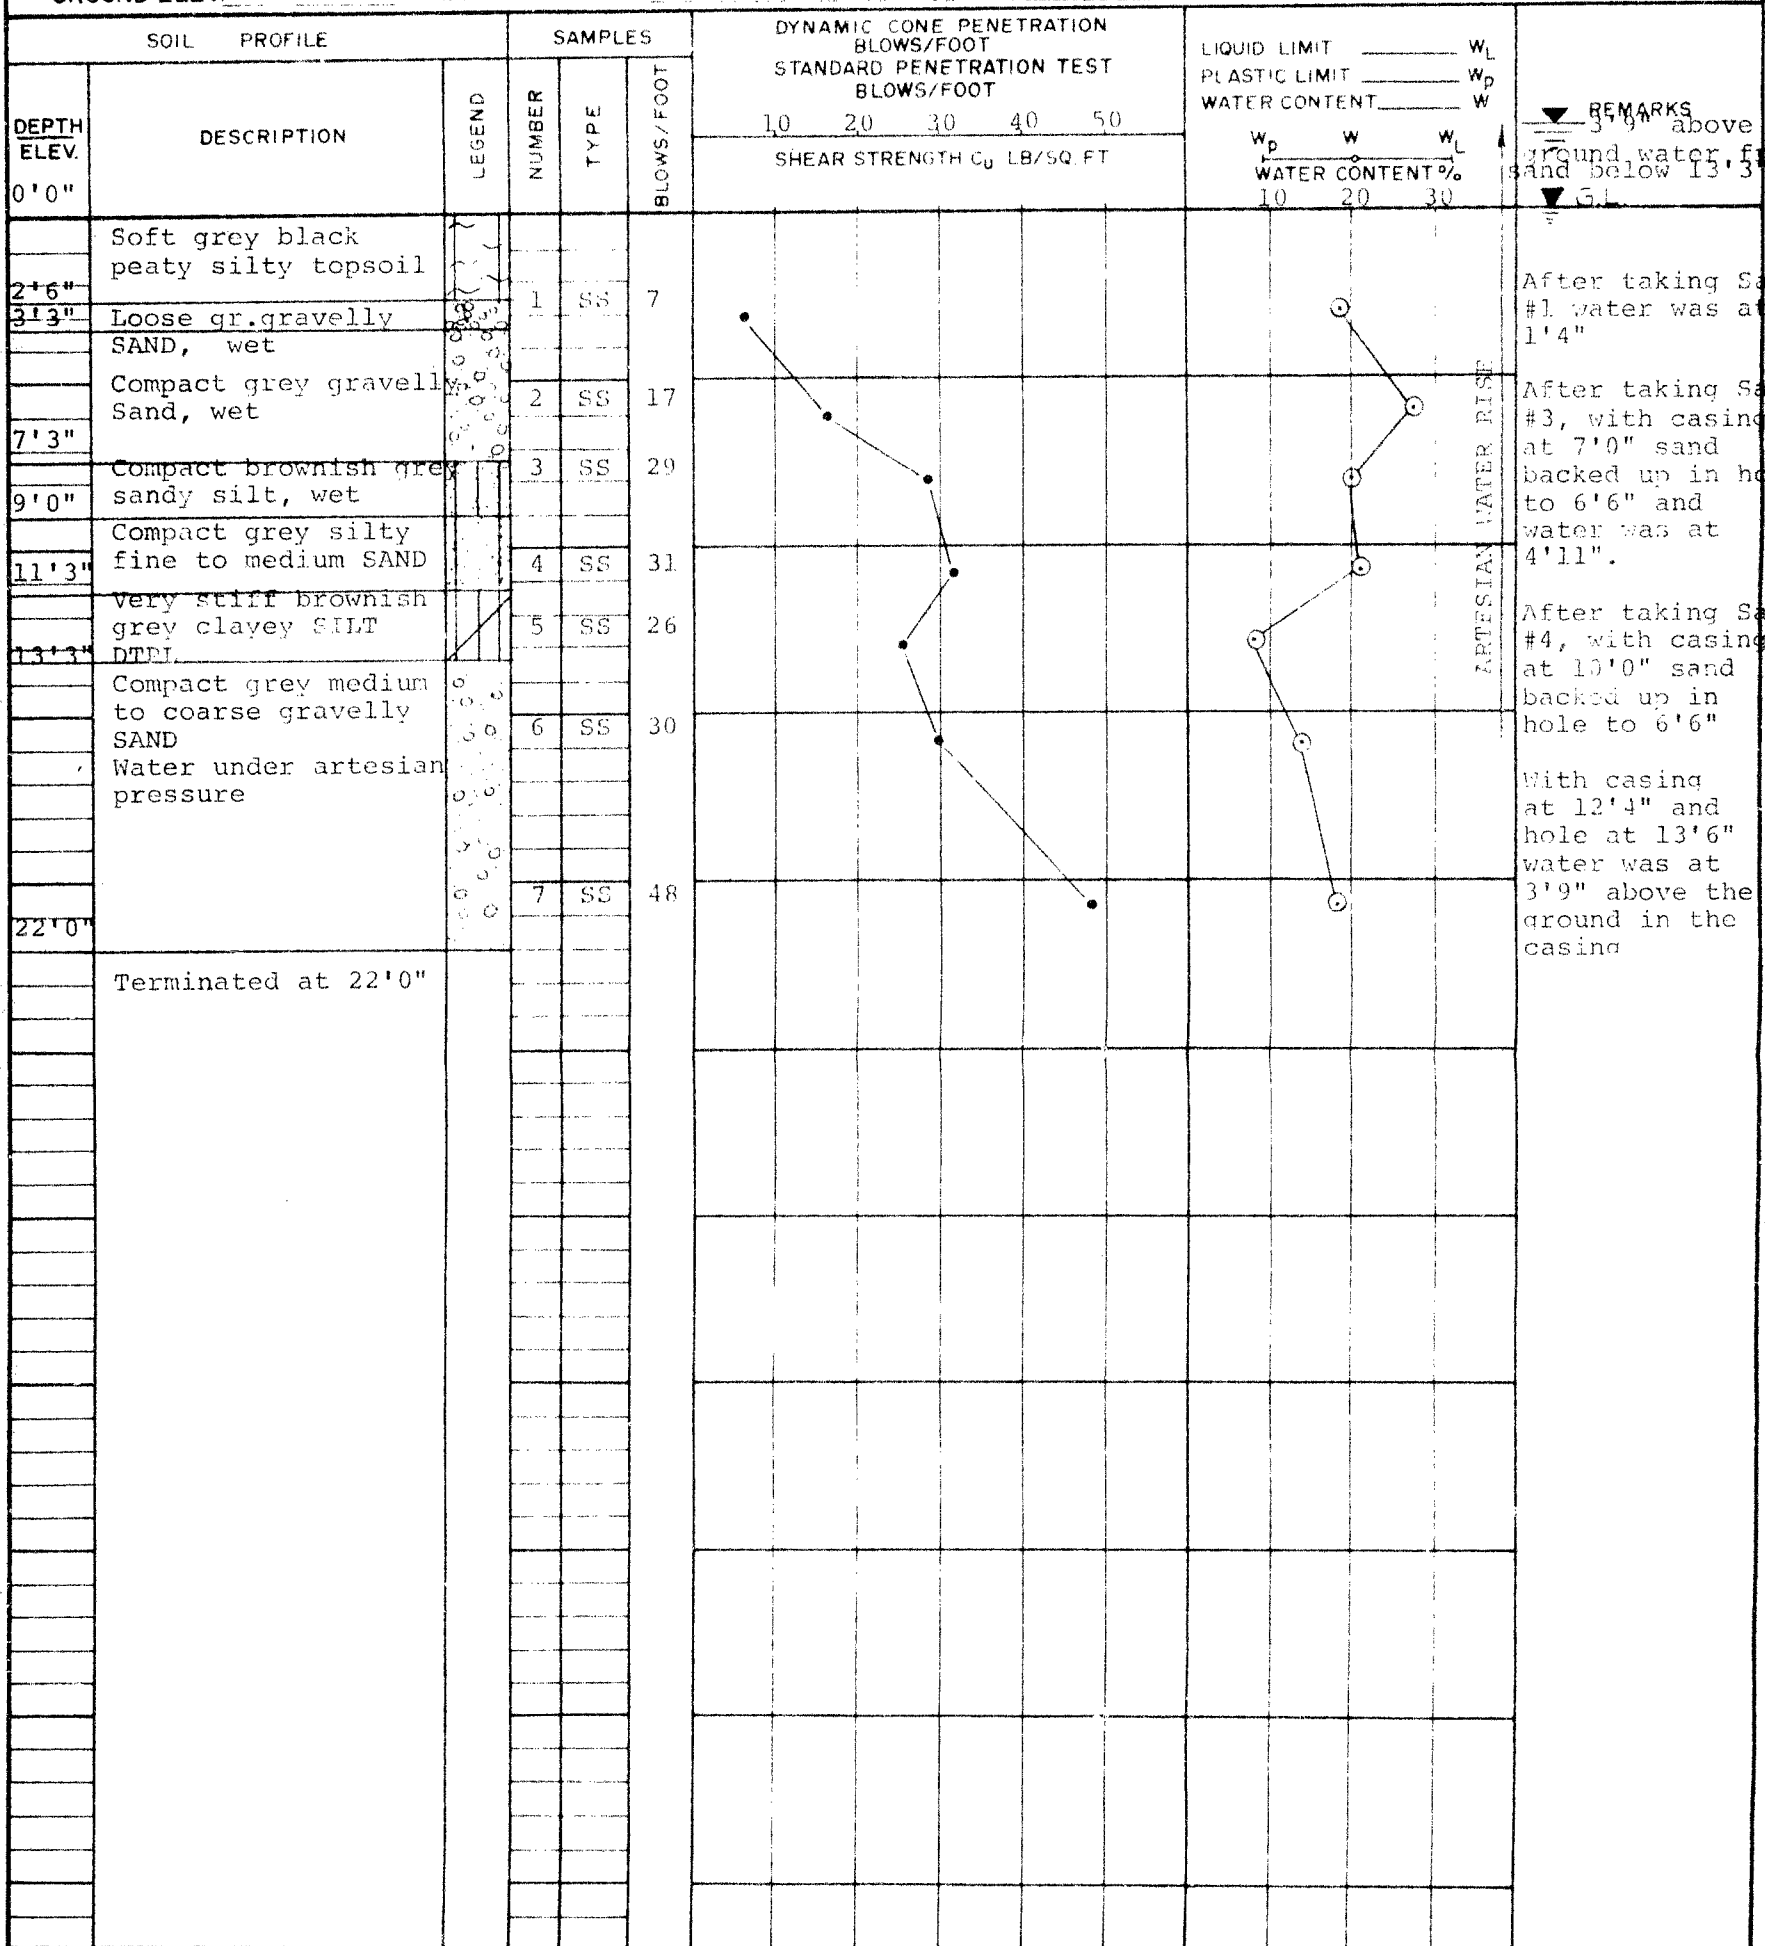 SOIL PROFILE
SAMPLES
DYNAMIC CONE PENETRATION
BLOWS/FOOT
STANDARD PENETRATION TEST
BLOWS/FOOT
10 20 30 40 50
SHEAR STRENGTH Cu LB/SQ.FT
LIQUID LIMIT WL
PLASTIC LIMIT Wp
WATER CONTENT W
Wp W WL
WATER CONTENT %
10 20 30
REMARKS
3'9" above
ground water
sand below 13'3"
G.L.
DEPTH
ELEV.
0'0"
DESCRIPTION
LEGEND
NUMBER
TYPE
BLOWS/FOOT
Soft grey black
peaty silty topsoil
2'6"
3'3"
Loose gr.gravelly
SAND, wet
1 SS 7
Compact grey gravelly
Sand, wet
2 SS 17
7'3"
Compact brownish grey
sandy silt, wet
3 SS 29
9'0"
Compact grey silty
fine to medium SAND
4 SS 31
11'3"
Very stiff brownish
grey clayey SILT
DTPL
5 SS 26
13'3"
Compact grey medium
to coarse gravelly
SAND
Water under artesian
pressure
6 SS 30
7 SS 48
22'0"
Terminated at 22'0"
ARTESIAN WATER RISE
After taking Sa
#1 water was at
1'4"
After taking Sa
#3, with casing
at 7'0" sand
backed up in ho
to 6'6" and
water was at
4'11".
After taking Sa
#4, with casing
at 10'0" sand
backed up in
hole to 6'6"
With casing
at 12'4" and
hole at 13'6"
water was at
3'9" above the
ground in the
casing